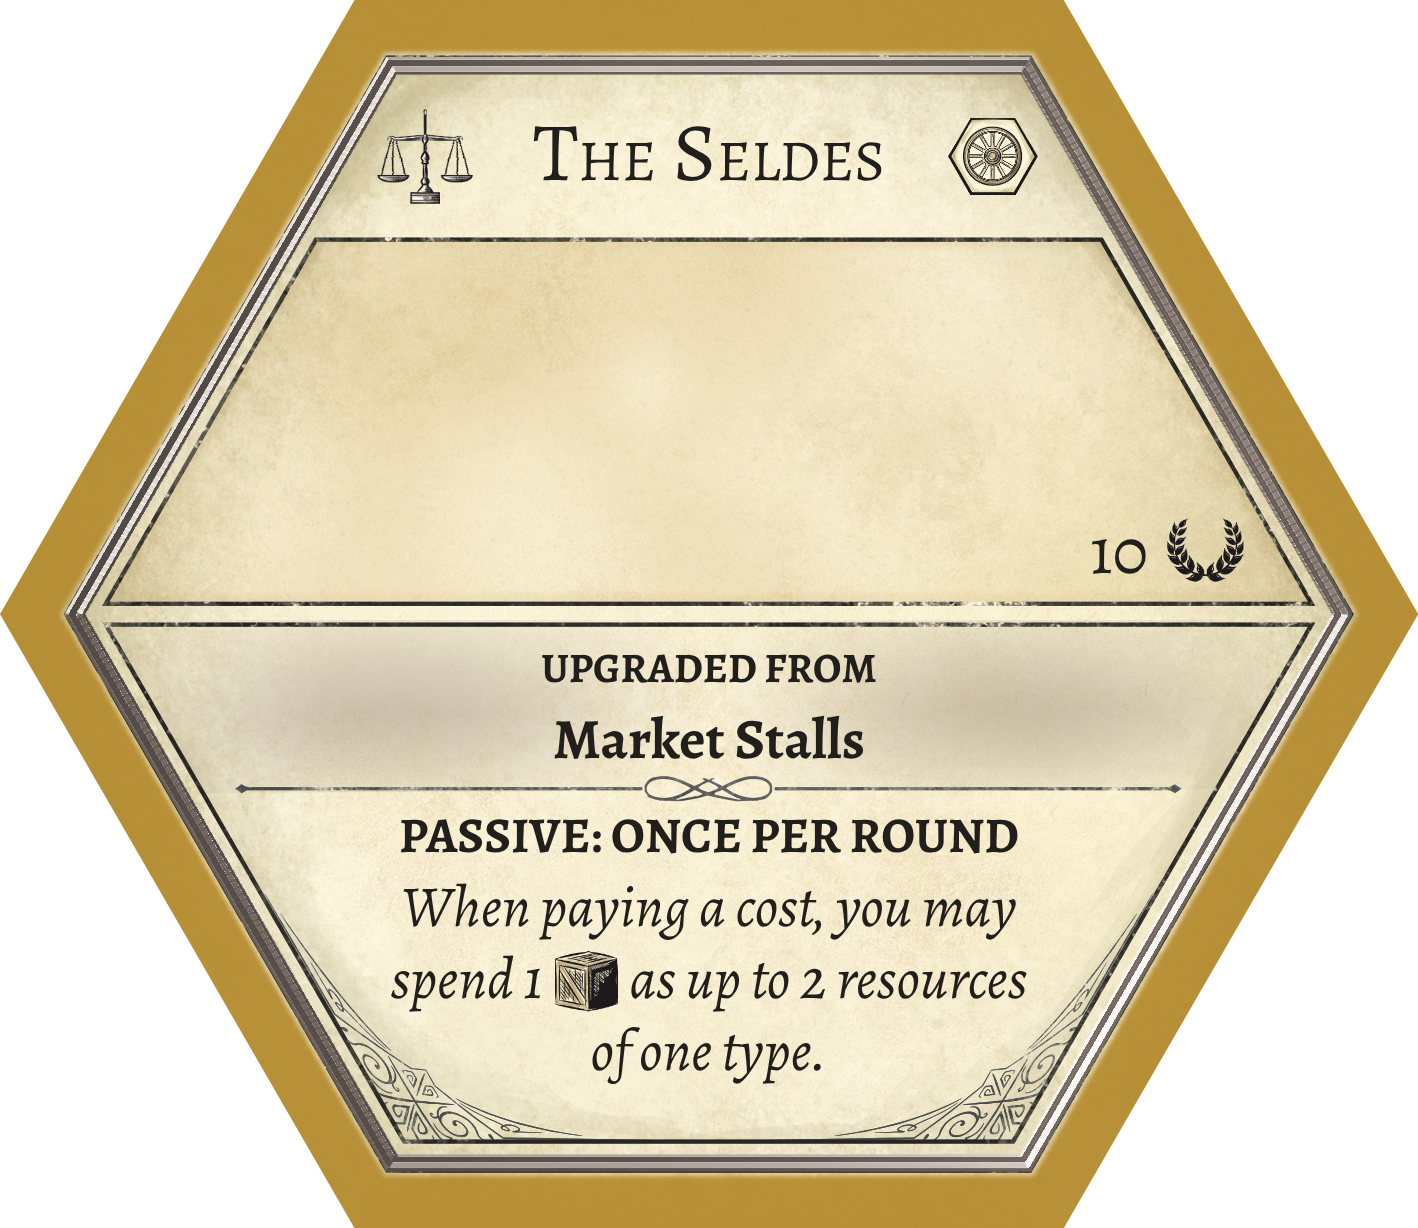 The Seldes
10
UPGRADED FROM
Market Stalls
PASSIVE: ONCE PER ROUND
When paying a cost, you may
spend 1 as up to 2 resources
of one type.